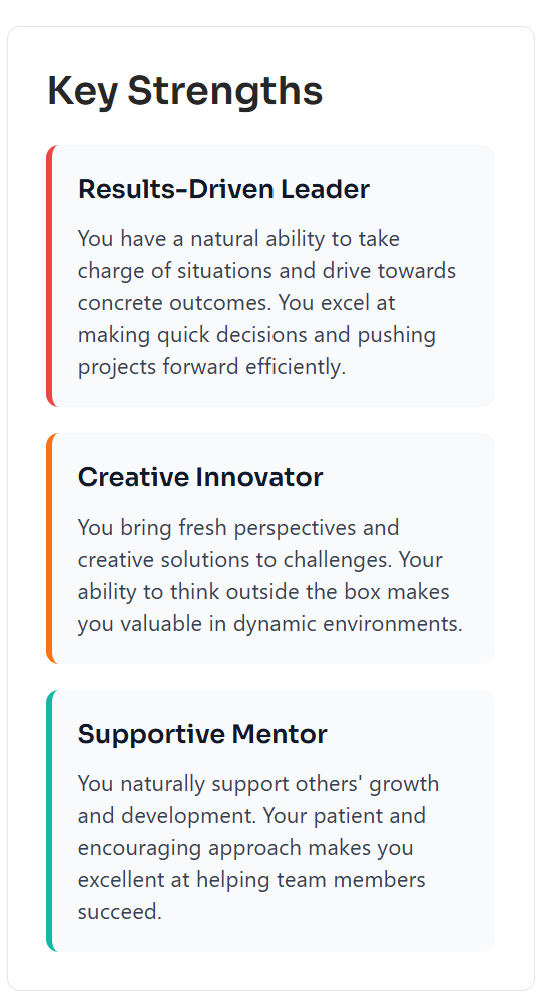 Key Strengths
Results-Driven Leader
You have a natural ability to take
charge of situations and drive towards
concrete outcomes. You excel at
making quick decisions and pushing
projects forward efficiently.
Creative Innovator
You bring fresh perspectives and
creative solutions to challenges. Your
ability to think outside the box makes
you valuable in dynamic environments.
Supportive Mentor
You naturally support others' growth
and development. Your patient and
encouraging approach makes you
excellent at helping team members
succeed.